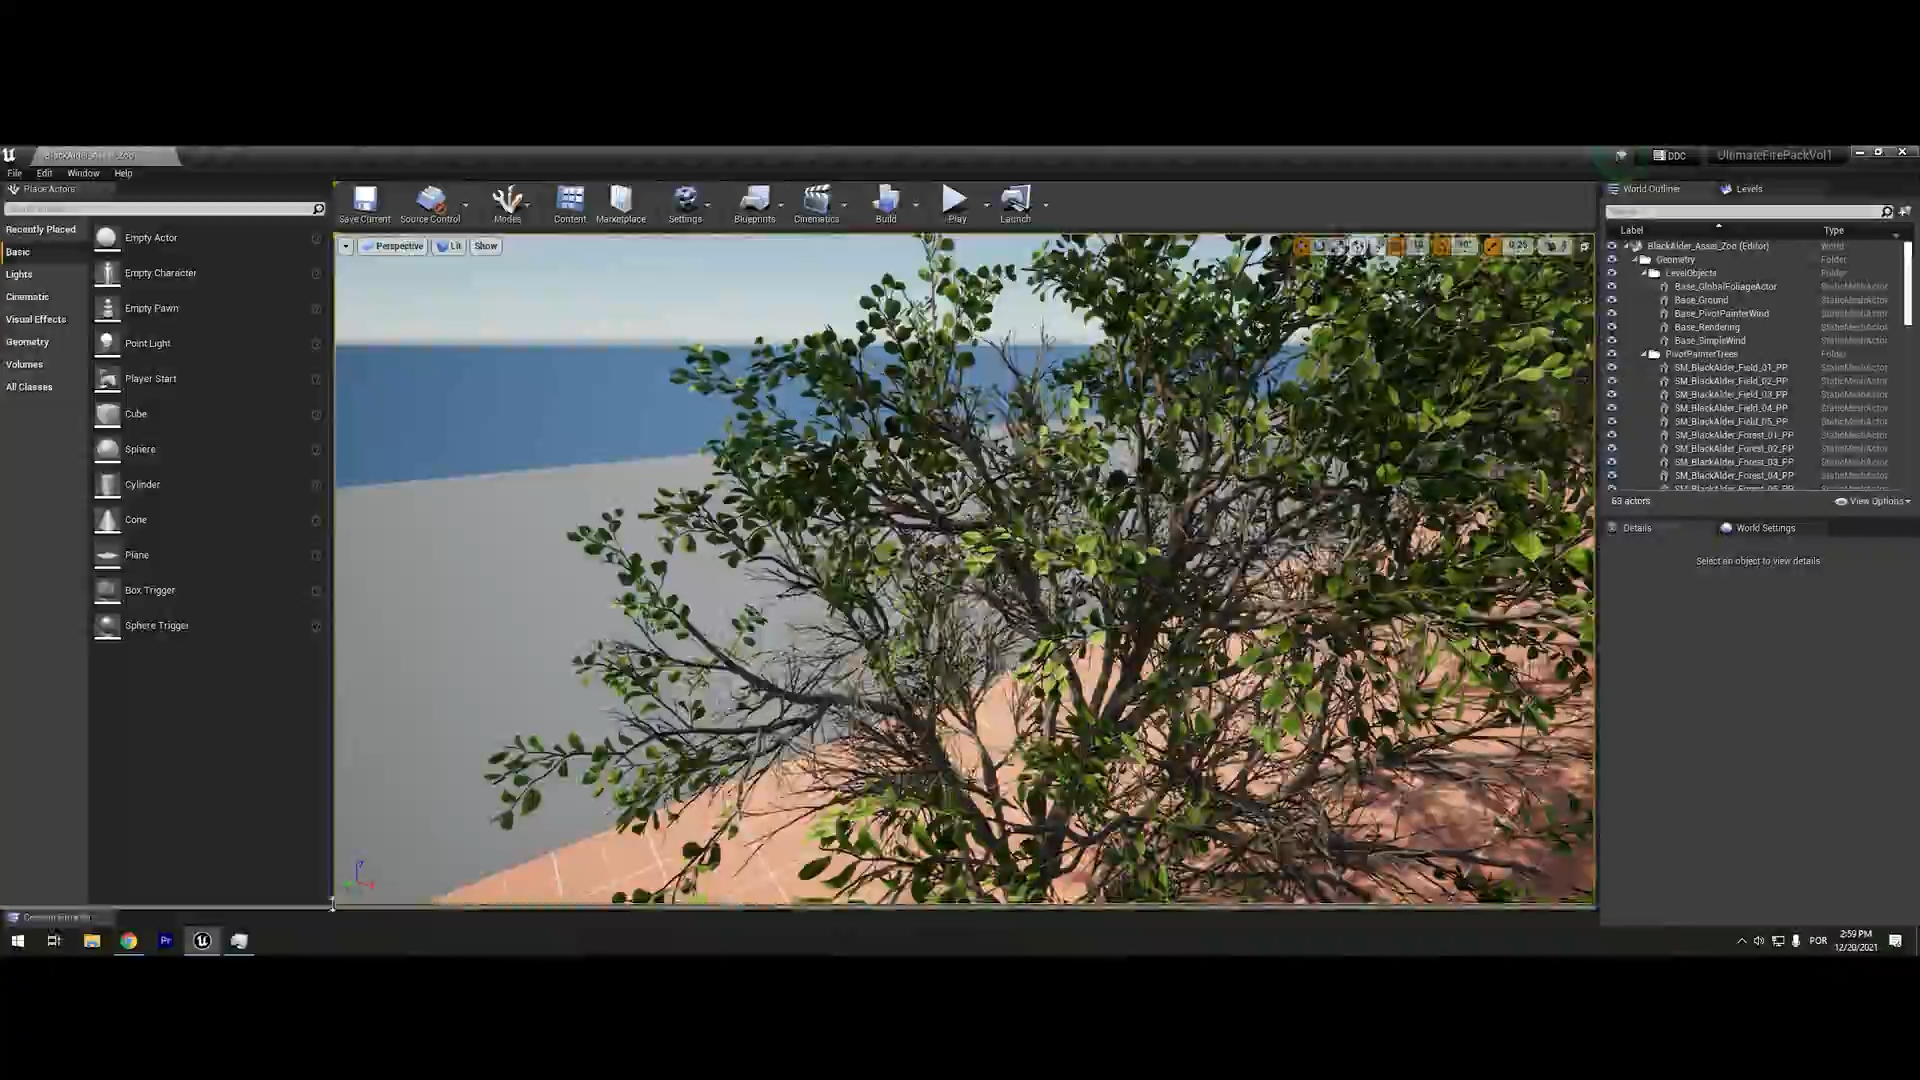 DDC
UltimateFirePackVol1
File Edit Window Help
Place Actors
Save Current Source Control Modes Content Marketplace Settings Blueprints Cinematics Build Play Launch
World Outliner Levels
Recently Placed
Basic
Lights
Cinematic
Visual Effects
Geometry
Volumes
All Classes
Empty Actor
Empty Character
Empty Pawn
Point Light
Player Start
Cube
Sphere
Cylinder
Cone
Plane
Box Trigger
Sphere Trigger
Perspective Lit Show
10 0.25
Label Type
BlackAlder_Asset_Zoo (Editor) World
Geometry Folder
LevelObjects Folder
Base_GlobalFoliageActor StaticMeshActor
Base_Ground StaticMeshActor
Base_PivotPainterWind StaticMeshActor
Base_Rendering StaticMeshActor
Base_SimpleWind StaticMeshActor
PivotPainterTrees Folder
SM_BlackAlder_Field_01_PP StaticMeshActor
SM_BlackAlder_Field_02_PP StaticMeshActor
SM_BlackAlder_Field_03_PP StaticMeshActor
SM_BlackAlder_Field_04_PP StaticMeshActor
SM_BlackAlder_Field_05_PP StaticMeshActor
SM_BlackAlder_Forest_01_PP StaticMeshActor
SM_BlackAlder_Forest_02_PP StaticMeshActor
SM_BlackAlder_Forest_03_PP StaticMeshActor
SM_BlackAlder_Forest_04_PP StaticMeshActor
63 actors View Options
Details World Settings
Select an object to view details
Pr
POR
2:59 PM
12/20/2021